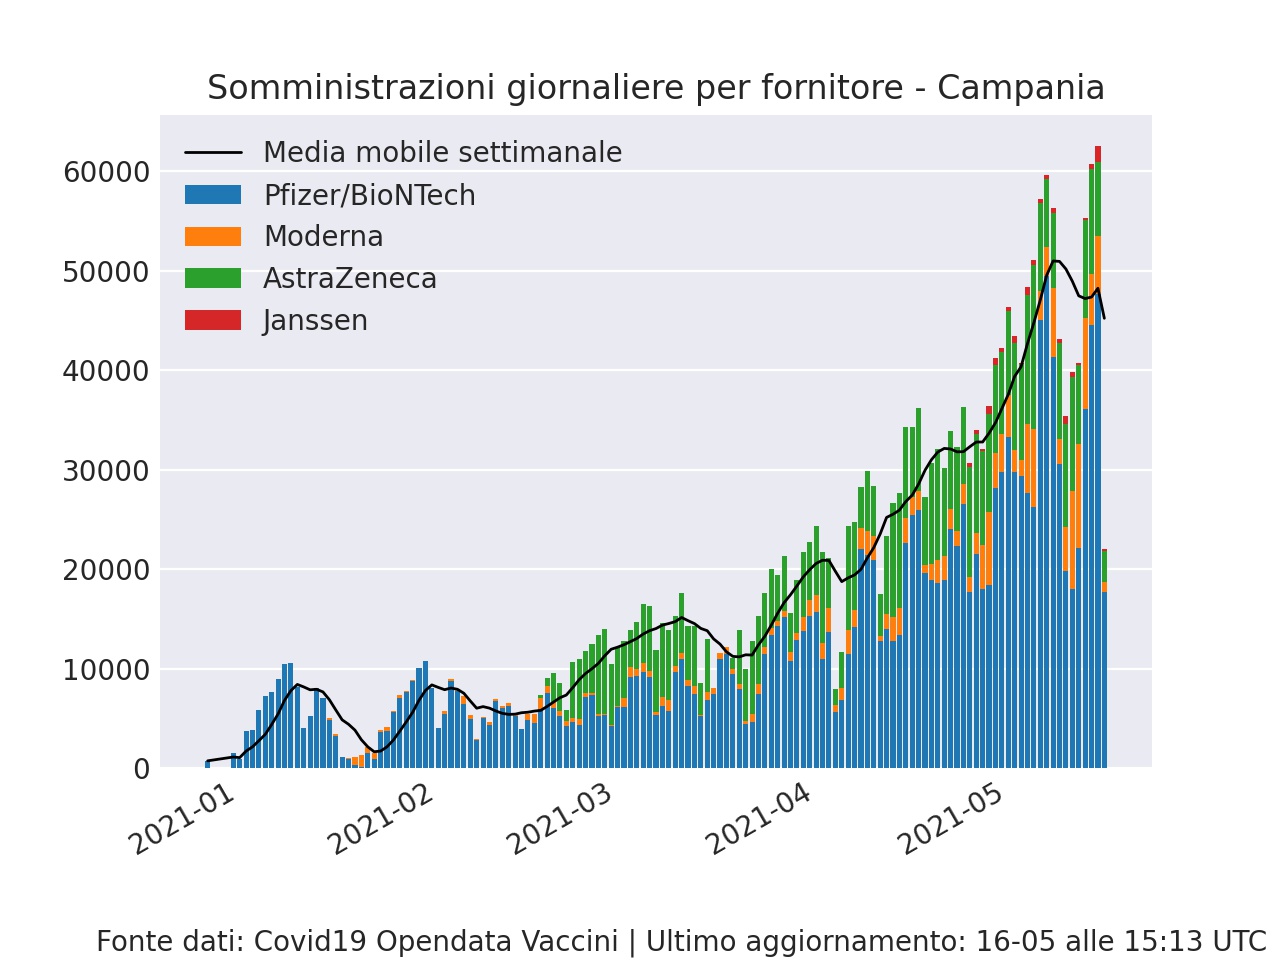 Somministrazioni giornaliere per fornitore - Campania
Media mobile settimanale
Pfizer/BioNTech
Moderna
AstraZeneca
Janssen
60000
50000
40000
30000
20000
10000
0
2021-01
2021-02
2021-03
2021-04
2021-05
Fonte dati: Covid19 Opendata Vaccini | Ultimo aggiornamento: 16-05 alle 15:13 UTC